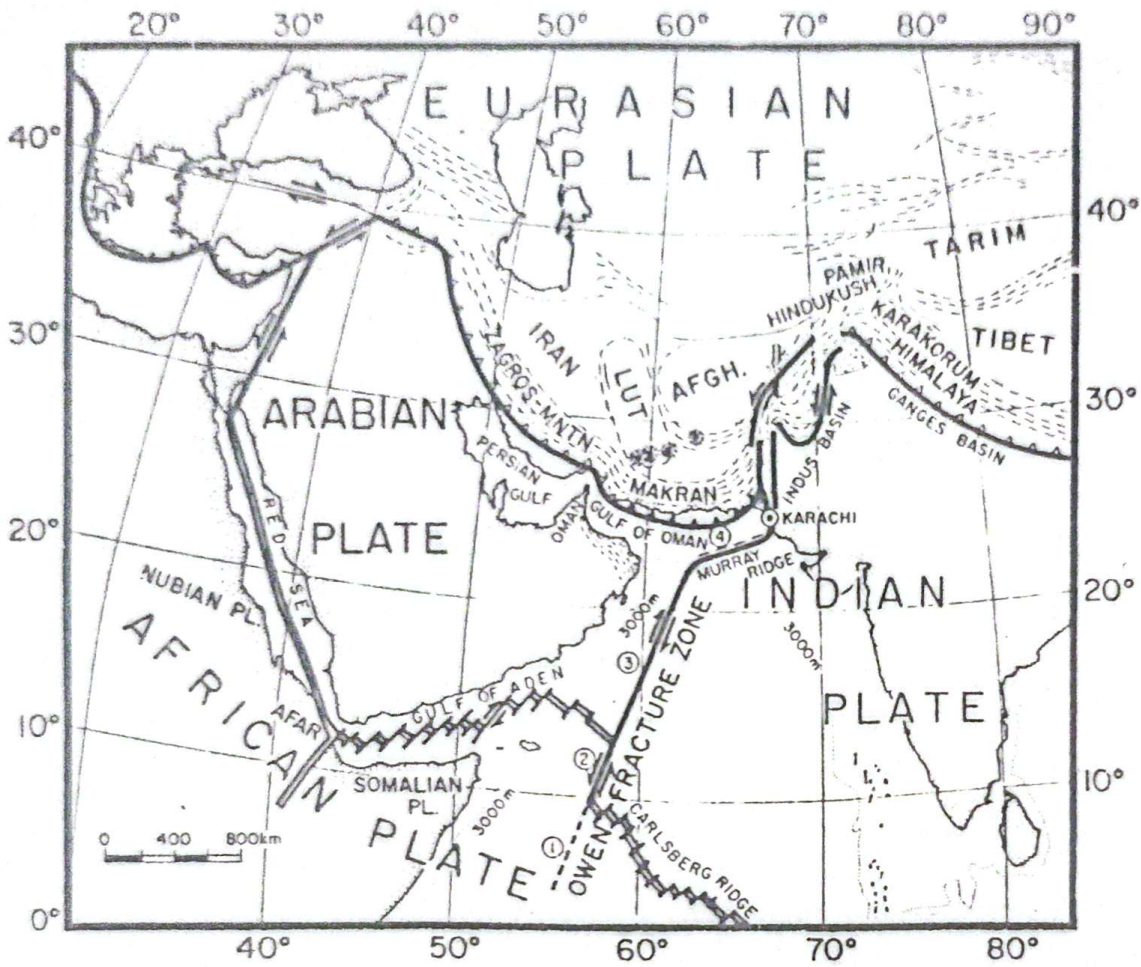 20° 30° 40° 50° 60° 70° 80° 90°
EURASIAN
PLATE
40°
40°
TARIM
PAMIR
HINDUKUSH
KARAKORUM
HIMALAYA
TIBET
30°
IRAN
ZAGROS-MNTN
LUT
AFGH.
30°
GANGES BASIN
ARABIAN
PLATE
PERSIAN
GULF
OMAN
MAKRAN
GULF OF OMAN
④
INDUS BASIN
KARACHI
MURRAY
RIDGE
20°
RED SEA
NUBIAN PL.
INDIAN
PLATE
20°
3000m
3000m
③
AFRICAN
PLATE
GULF OF ADEN
10°
AFAR
②
OWEN FRACTURE ZONE
10°
SOMALIAN
PL.
3000m
0 400 800km
①
CARLSBERG RIDGE
0°
40° 50° 60° 70° 80°